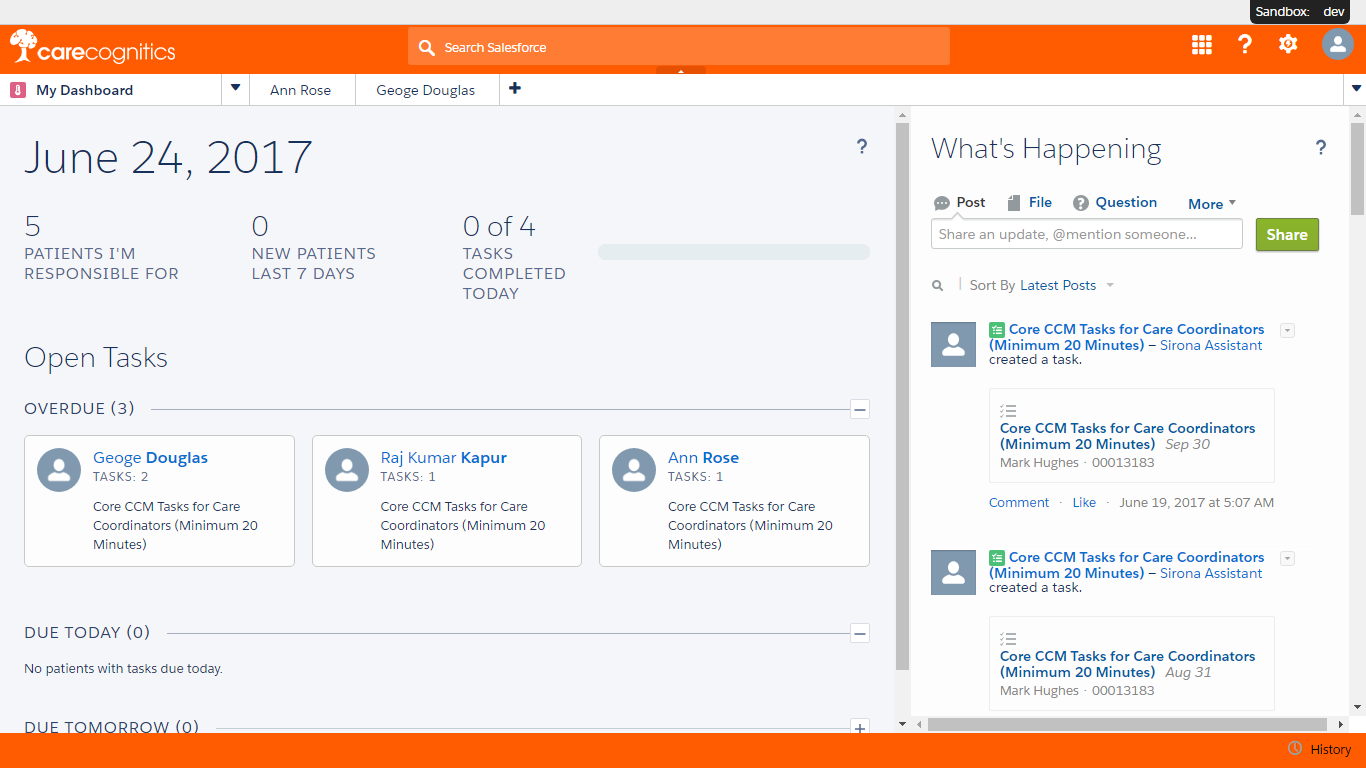 Sandbox: dev
carecognitics
Search Salesforce
?
My Dashboard
Ann Rose
Geoge Douglas
+
June 24, 2017
?
5
PATIENTS I'M
RESPONSIBLE FOR
0
NEW PATIENTS
LAST 7 DAYS
0 of 4
TASKS
COMPLETED
TODAY
Open Tasks
OVERDUE (3)
Geoge Douglas
TASKS: 2
Core CCM Tasks for Care
Coordinators (Minimum 20
Minutes)
Raj Kumar Kapur
TASKS: 1
Core CCM Tasks for Care
Coordinators (Minimum 20
Minutes)
Ann Rose
TASKS: 1
Core CCM Tasks for Care
Coordinators (Minimum 20
Minutes)
DUE TODAY (0)
No patients with tasks due today.
DUE TOMORROW (0)
What's Happening
?
Post
File
Question
More
Share an update, @mention someone...
Share
Sort By Latest Posts
Core CCM Tasks for Care Coordinators
(Minimum 20 Minutes) – Sirona Assistant
created a task.
Core CCM Tasks for Care Coordinators
(Minimum 20 Minutes) Sep 30
Mark Hughes · 00013183
Comment · Like · June 19, 2017 at 5:07 AM
Core CCM Tasks for Care Coordinators
(Minimum 20 Minutes) – Sirona Assistant
created a task.
Core CCM Tasks for Care Coordinators
(Minimum 20 Minutes) Aug 31
Mark Hughes · 00013183
History